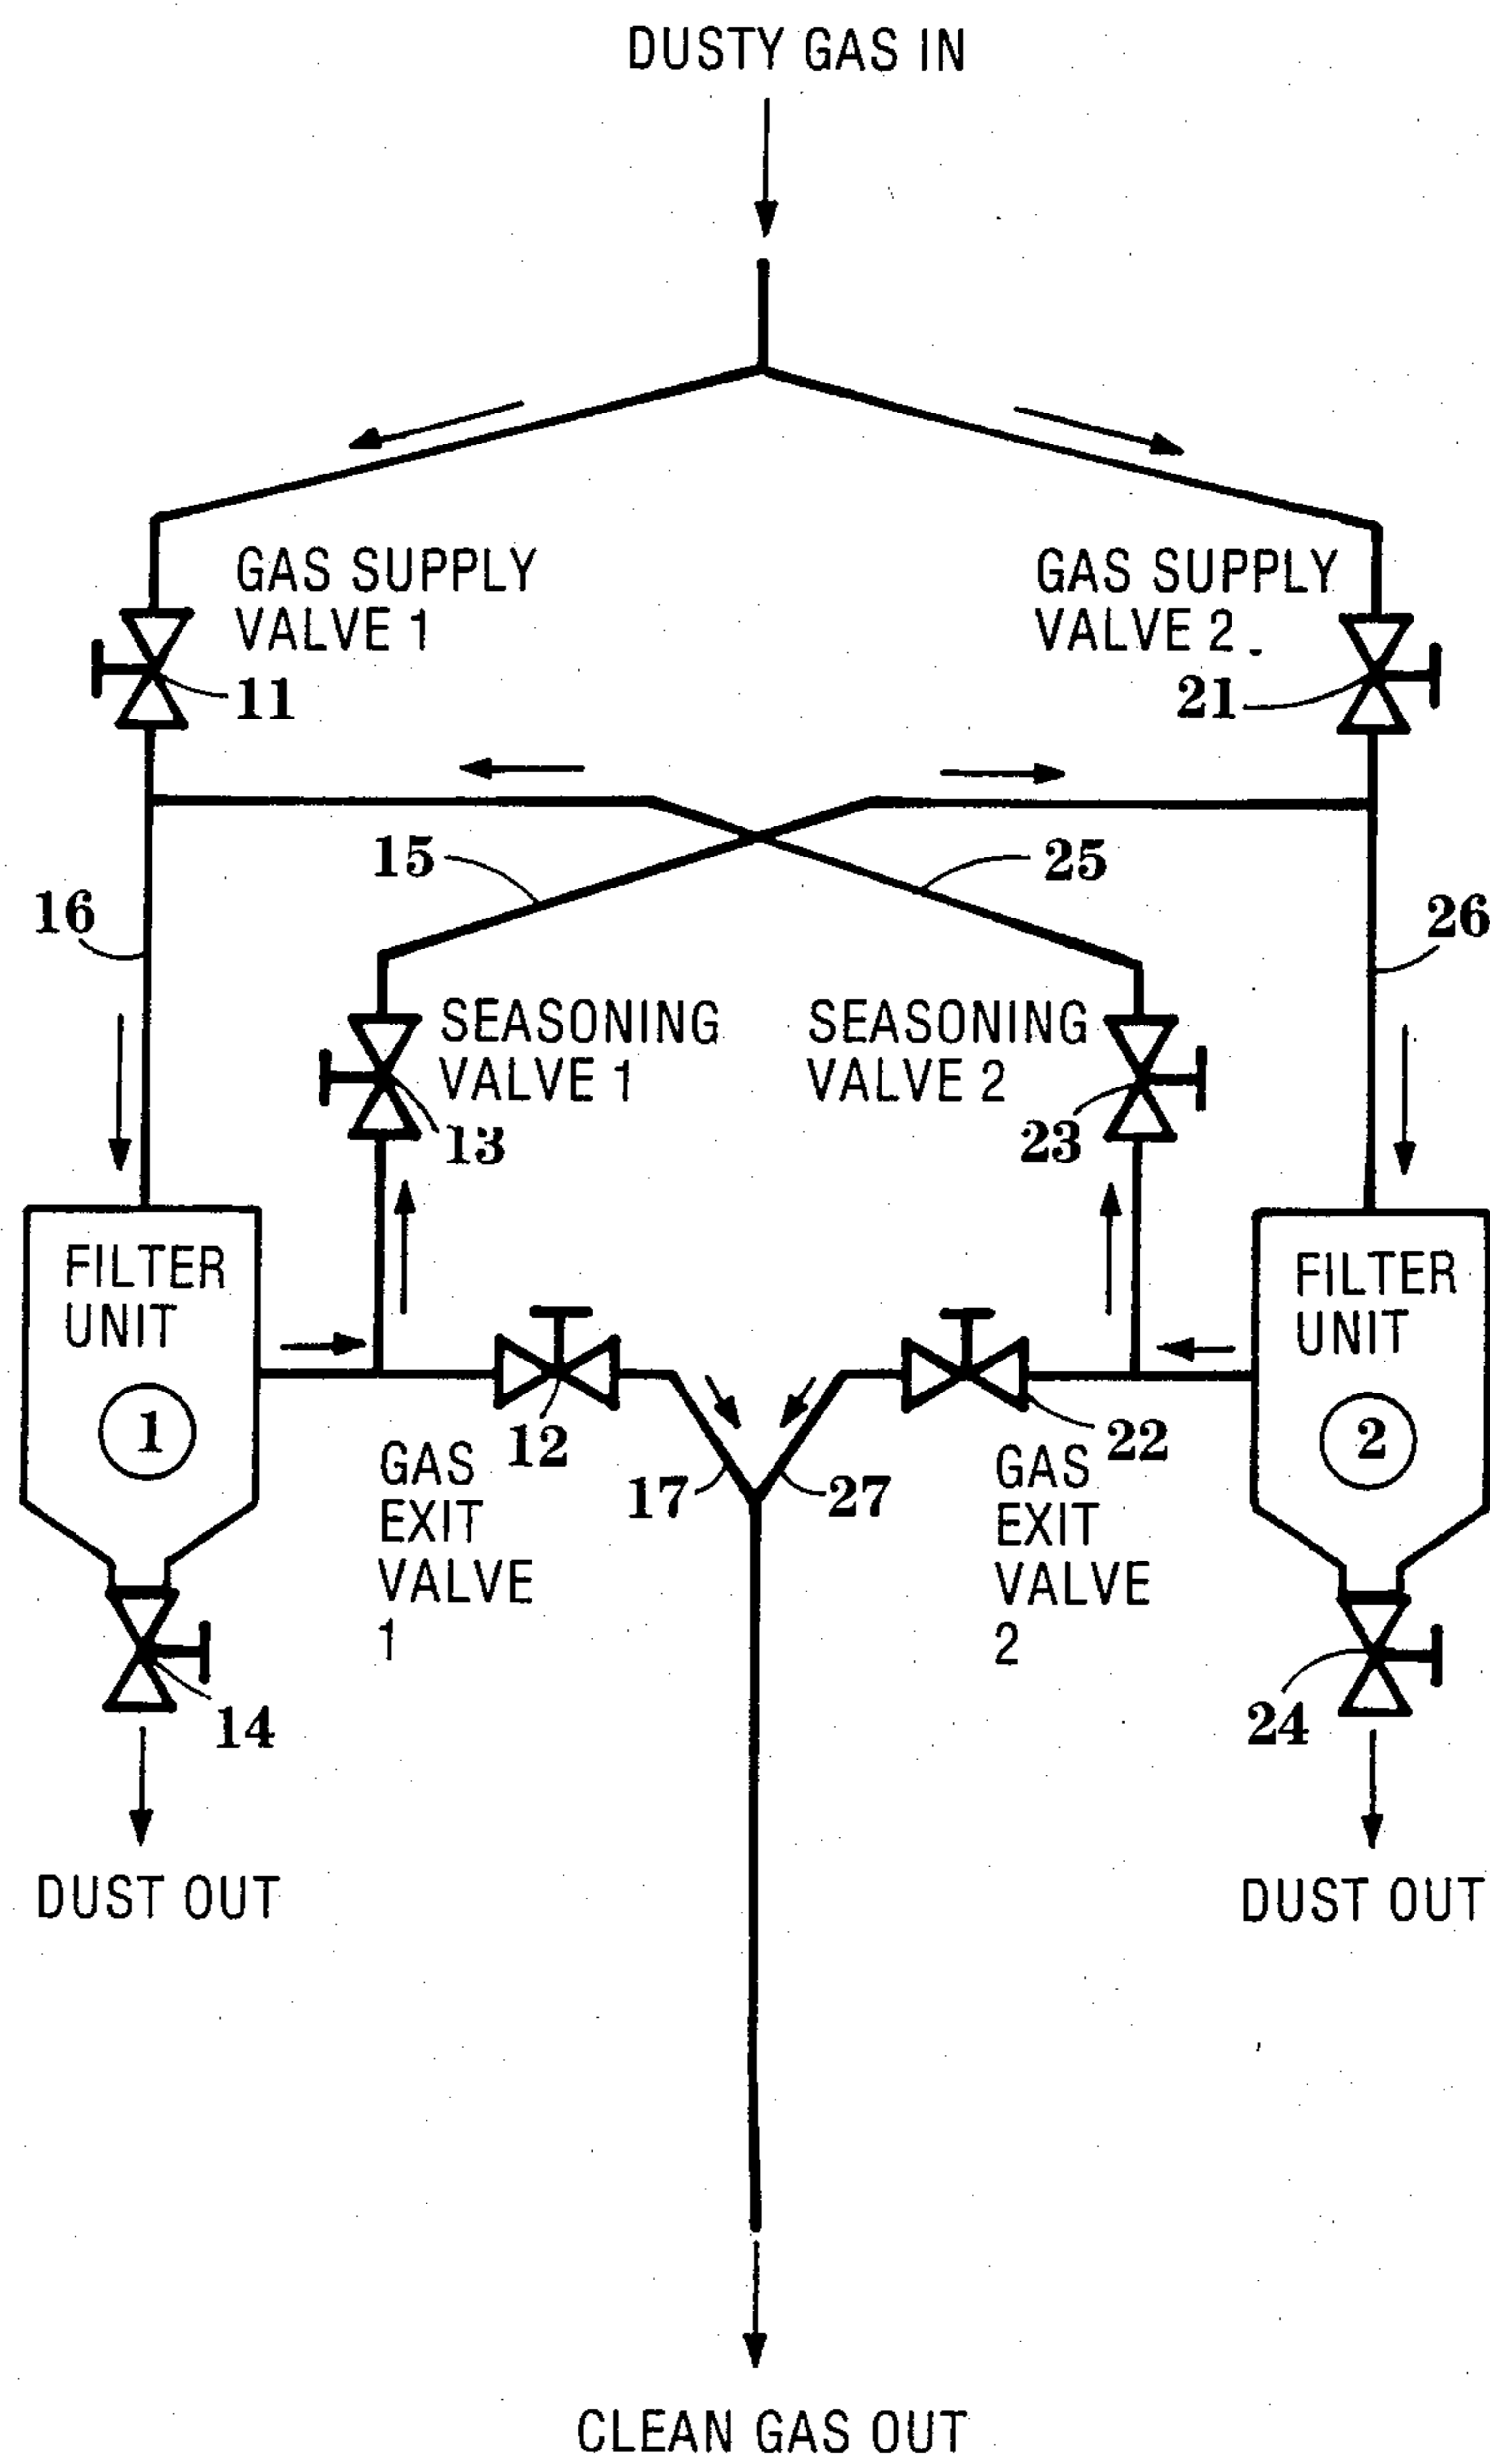 DUSTY GAS IN
GAS SUPPLY
VALVE 1
11
GAS SUPPLY
VALVE 2
21
15
25
16
26
SEASONING
VALVE 1
13
SEASONING
VALVE 2
23
FILTER
UNIT
1
FILTER
UNIT
2
12
22
17
27
GAS
EXIT
VALVE
1
GAS
EXIT
VALVE
2
14
24
DUST OUT
DUST OUT
CLEAN GAS OUT